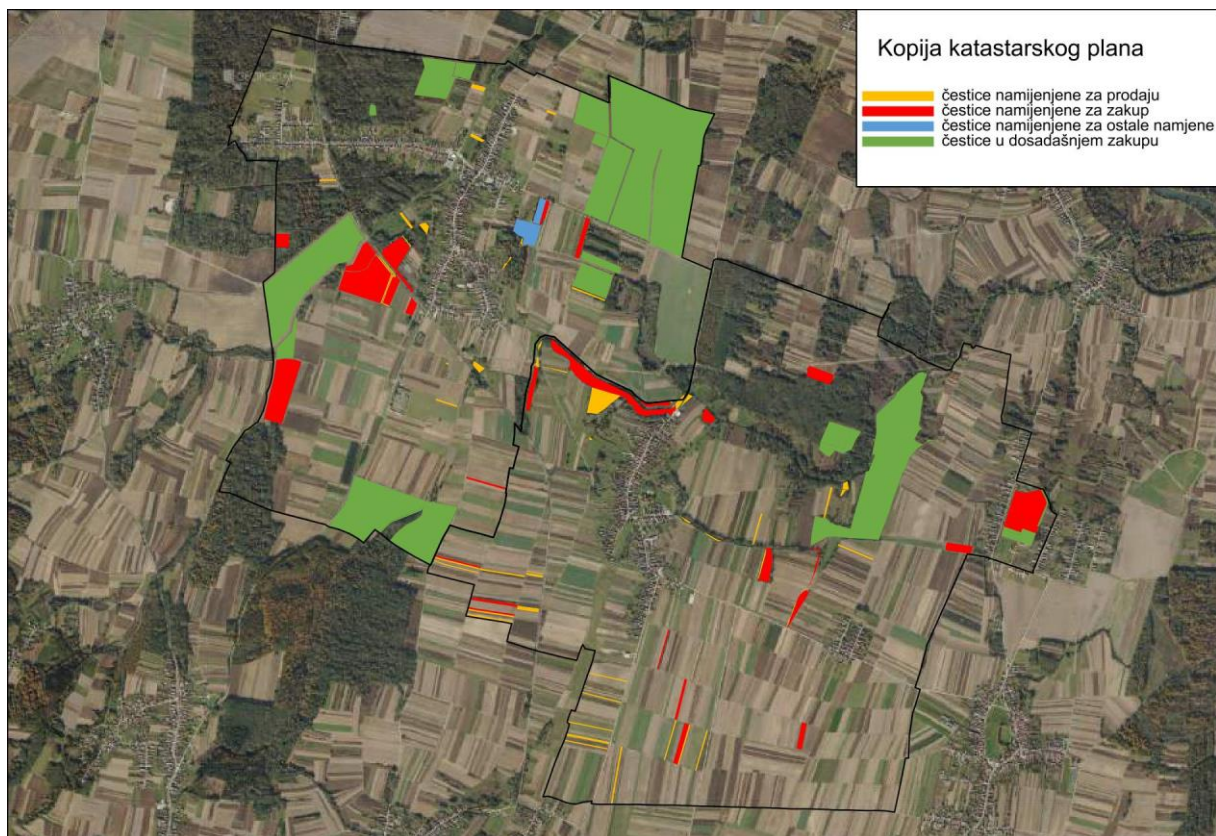 Kopija katastarskog plana
čestice namijenjene za prodaju
čestice namijenjene za zakup
čestice namijenjene za ostale namjene
čestice u dosadašnjem zakupu